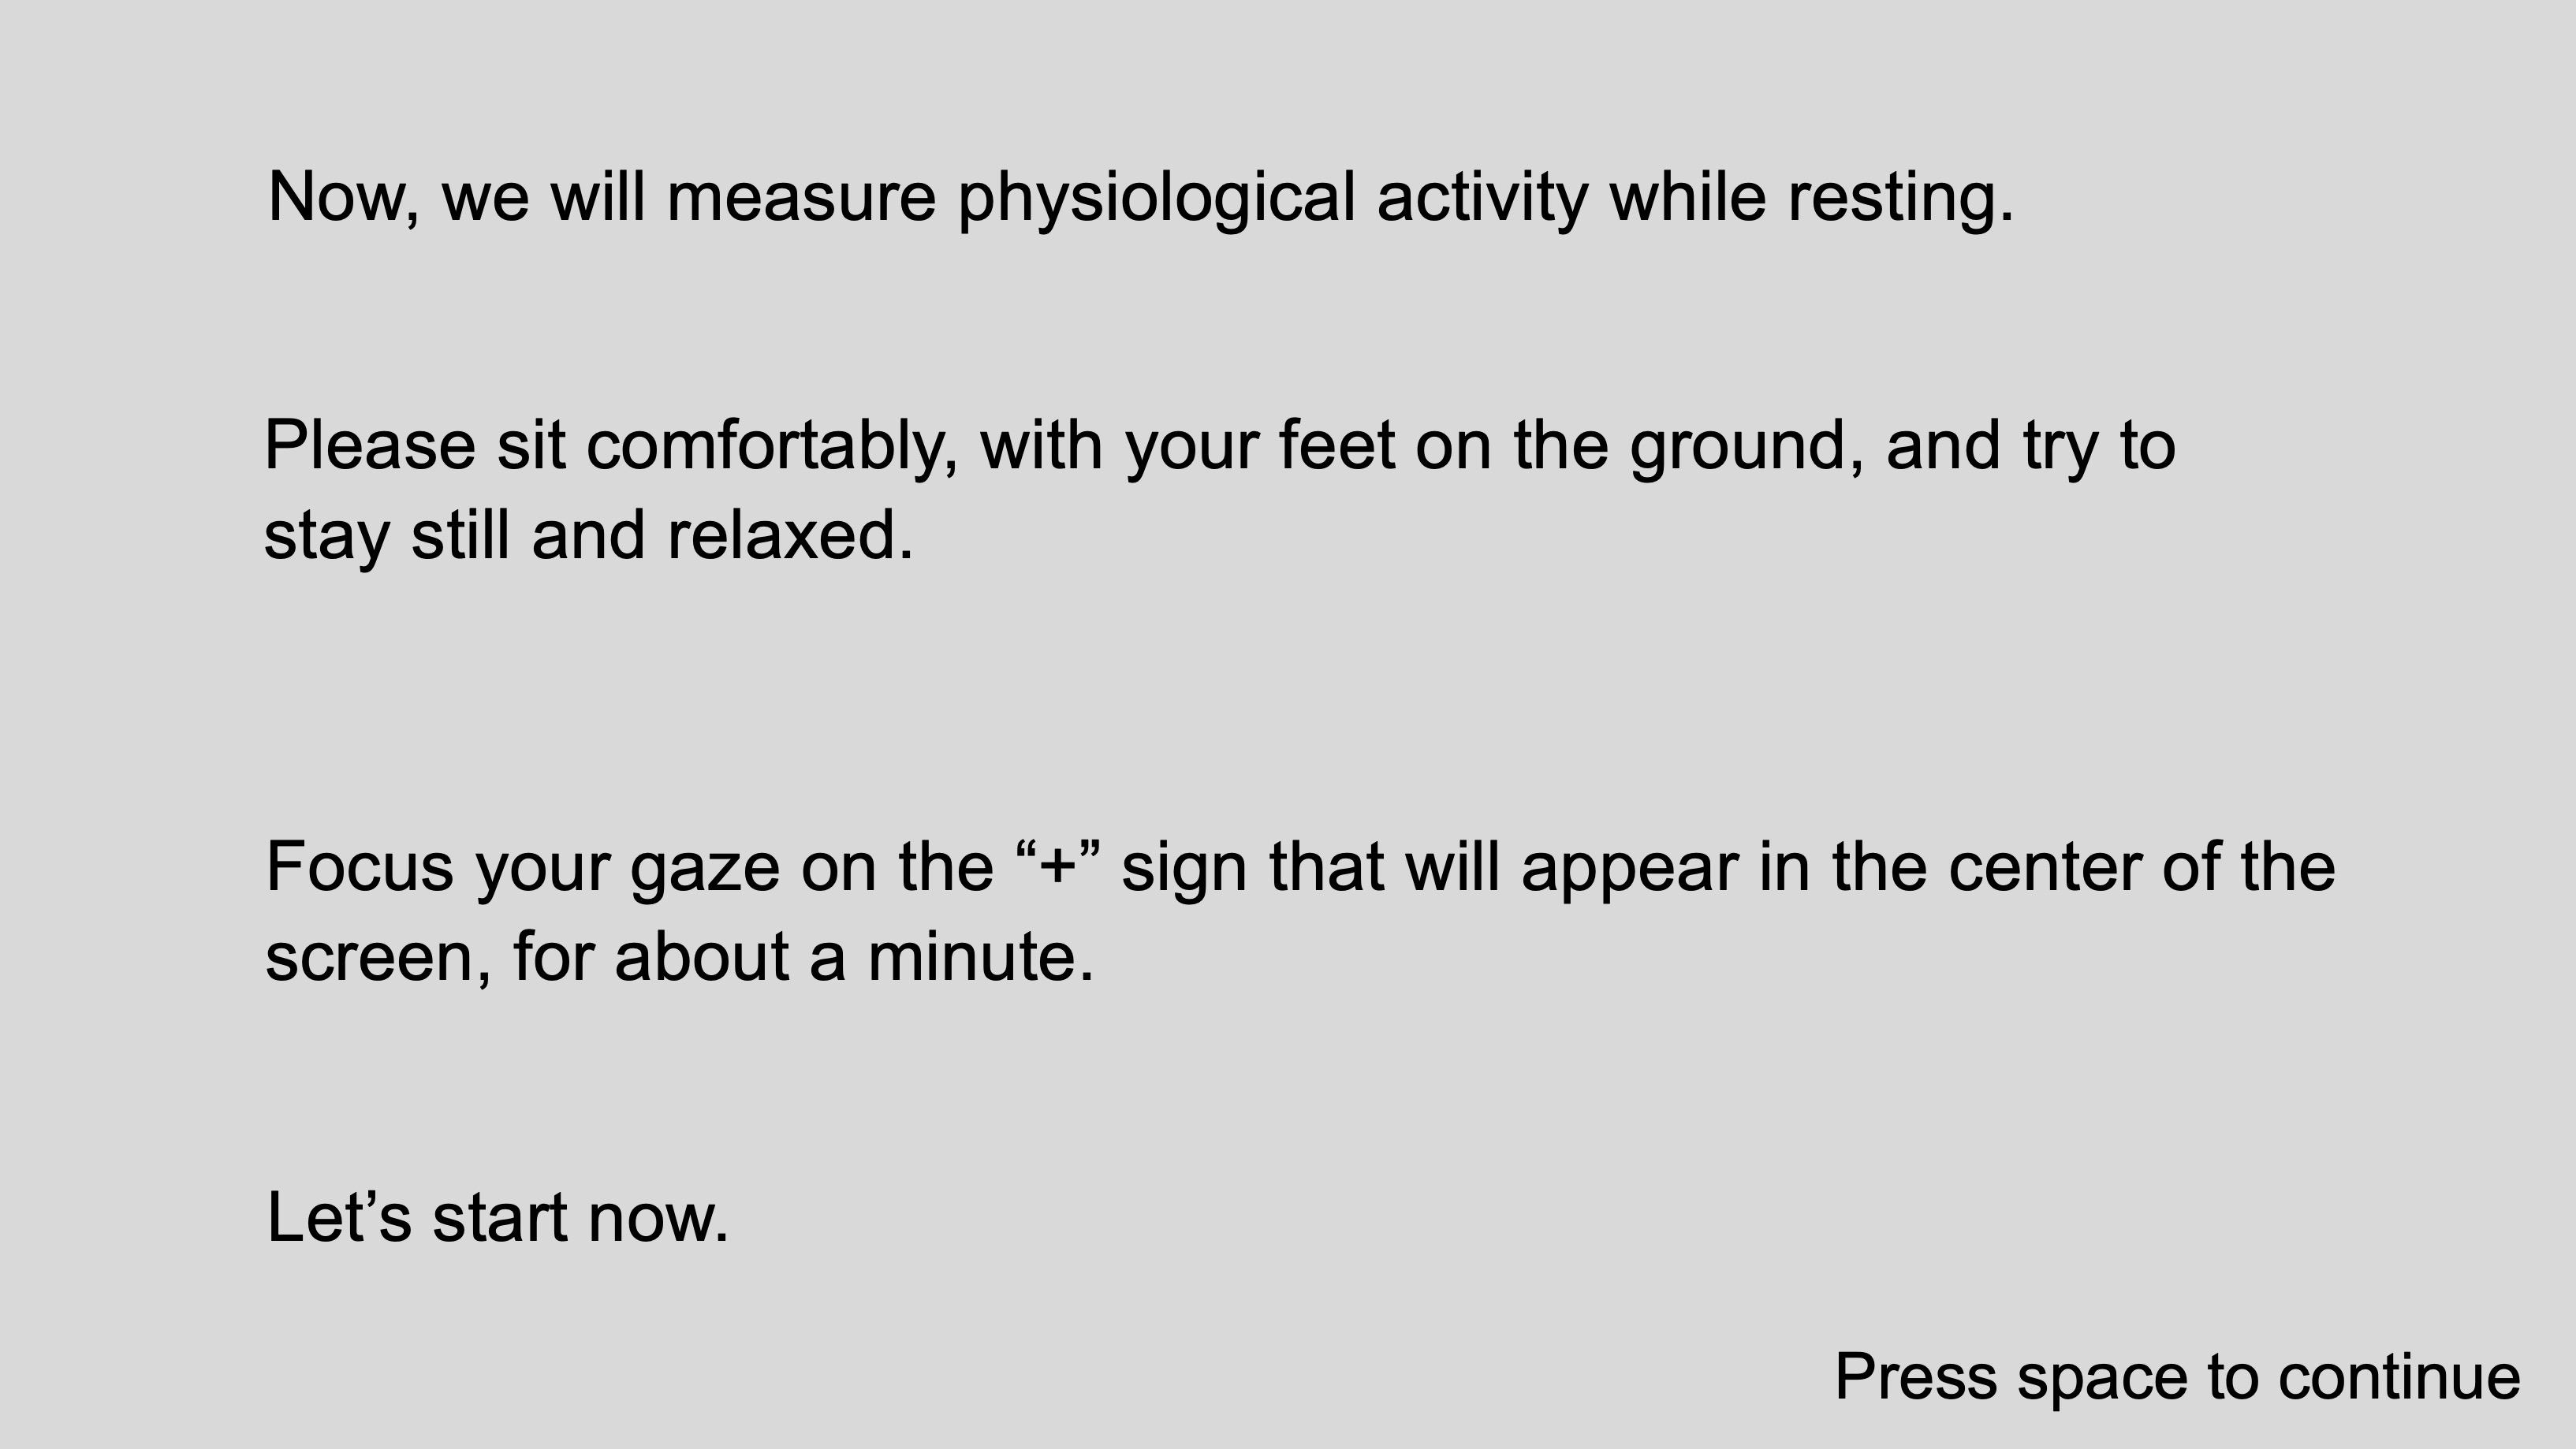 Now, we will measure physiological activity while resting.
Please sit comfortably, with your feet on the ground, and try to
stay still and relaxed.
Focus your gaze on the “+” sign that will appear in the center of the
screen, for about a minute.
Let’s start now.
Press space to continue